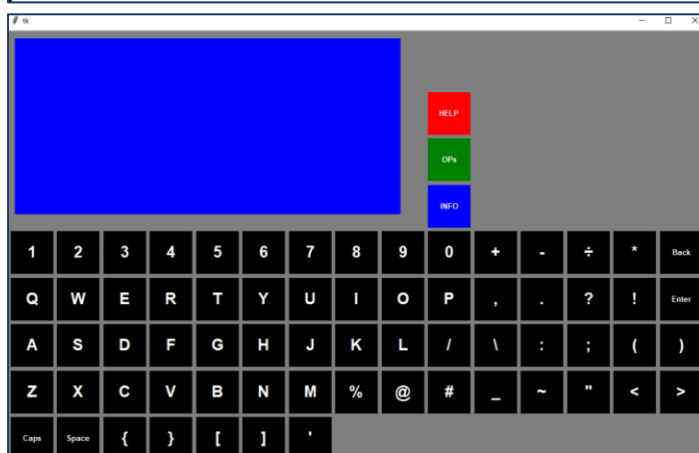 tk
HELP
OPs
INFO
1 2 3 4 5 6 7 8 9 0 + - ÷ * Back
Q W E R T Y U I O P , . ? ! Enter
A S D F G H J K L / \ : ; ( )
Z X C V B N M % @ # _ ~ " < >
Caps Space { } [ ] '